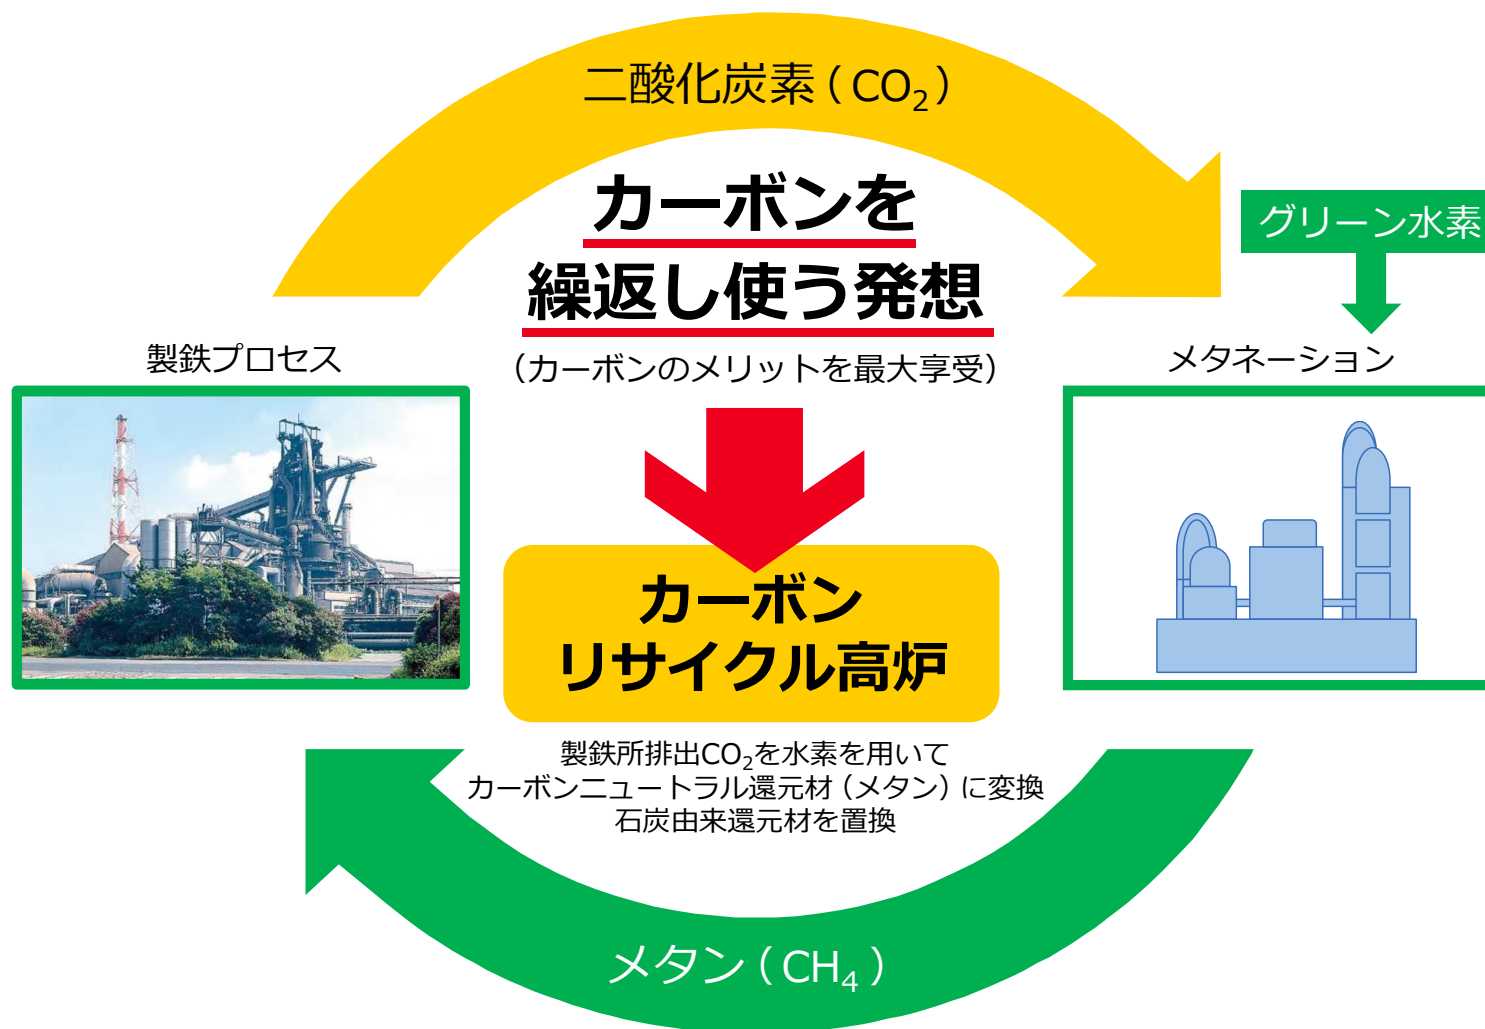 二酸化炭素（CO₂）
カーボンを
繰返し使う発想
（カーボンのメリットを最大享受）
グリーン水素
製鉄プロセス
メタネーション
カーボン
リサイクル高炉
製鉄所排出CO₂を水素を用いて
カーボンニュートラル還元材（メタン）に変換
石炭由来還元材を置換
メタン（CH₄）